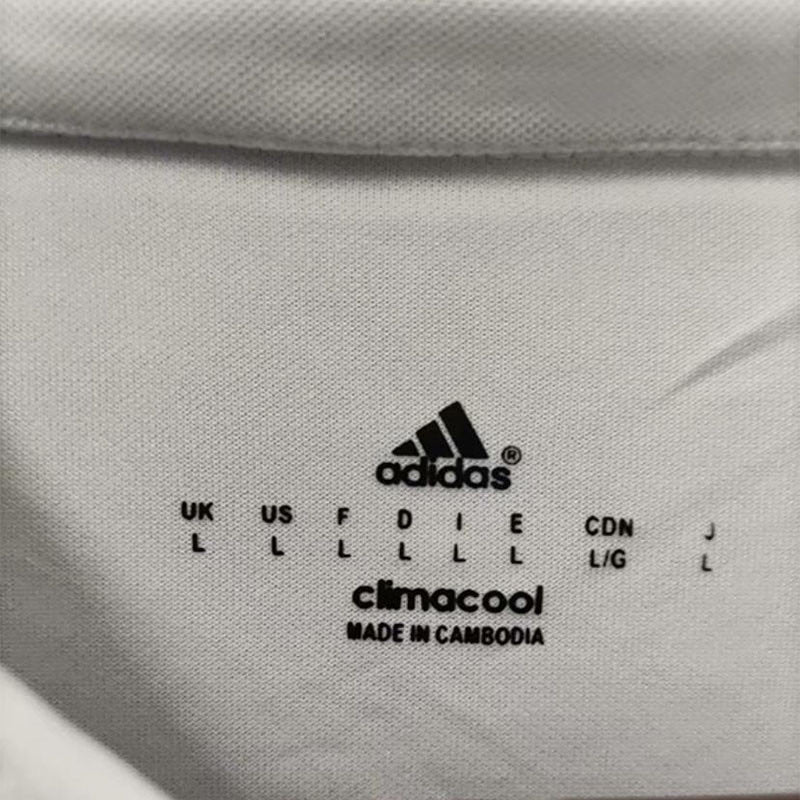 adidas®
UK US F D I E CDN J
L L L L L L L/G L
climacool
MADE IN CAMBODIA